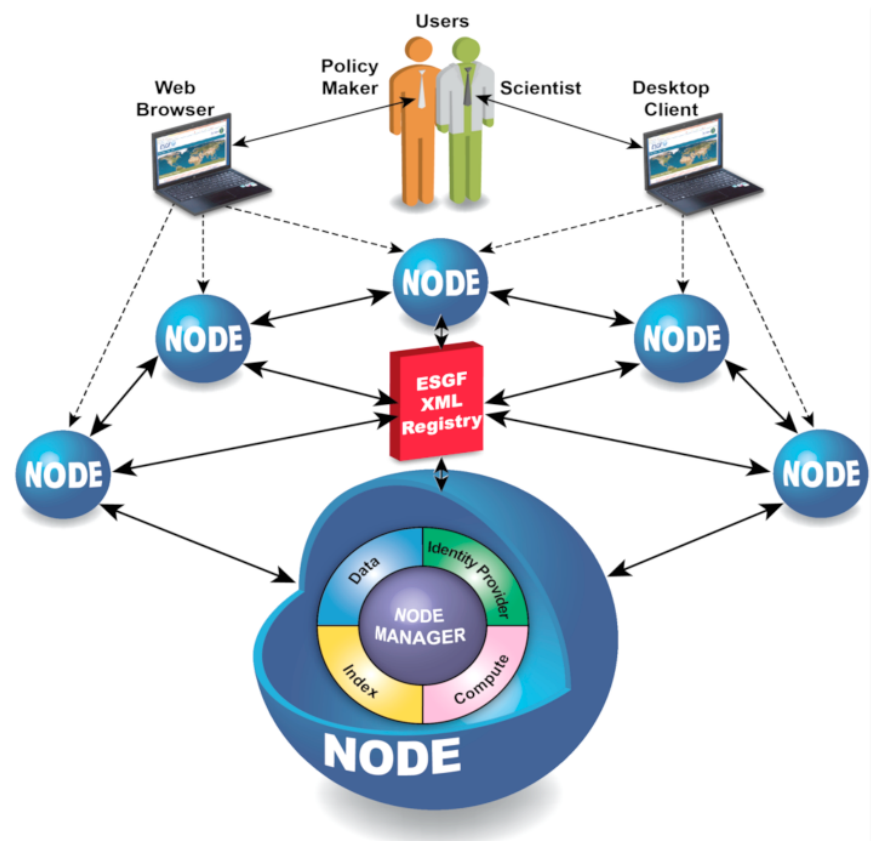 Users
Policy
Maker
Scientist
Web
Browser
Desktop
Client
NODE
NODE
NODE
ESGF
XML
Registry
NODE
NODE
Data
Identity Provider
NODE
MANAGER
Index
Compute
NODE